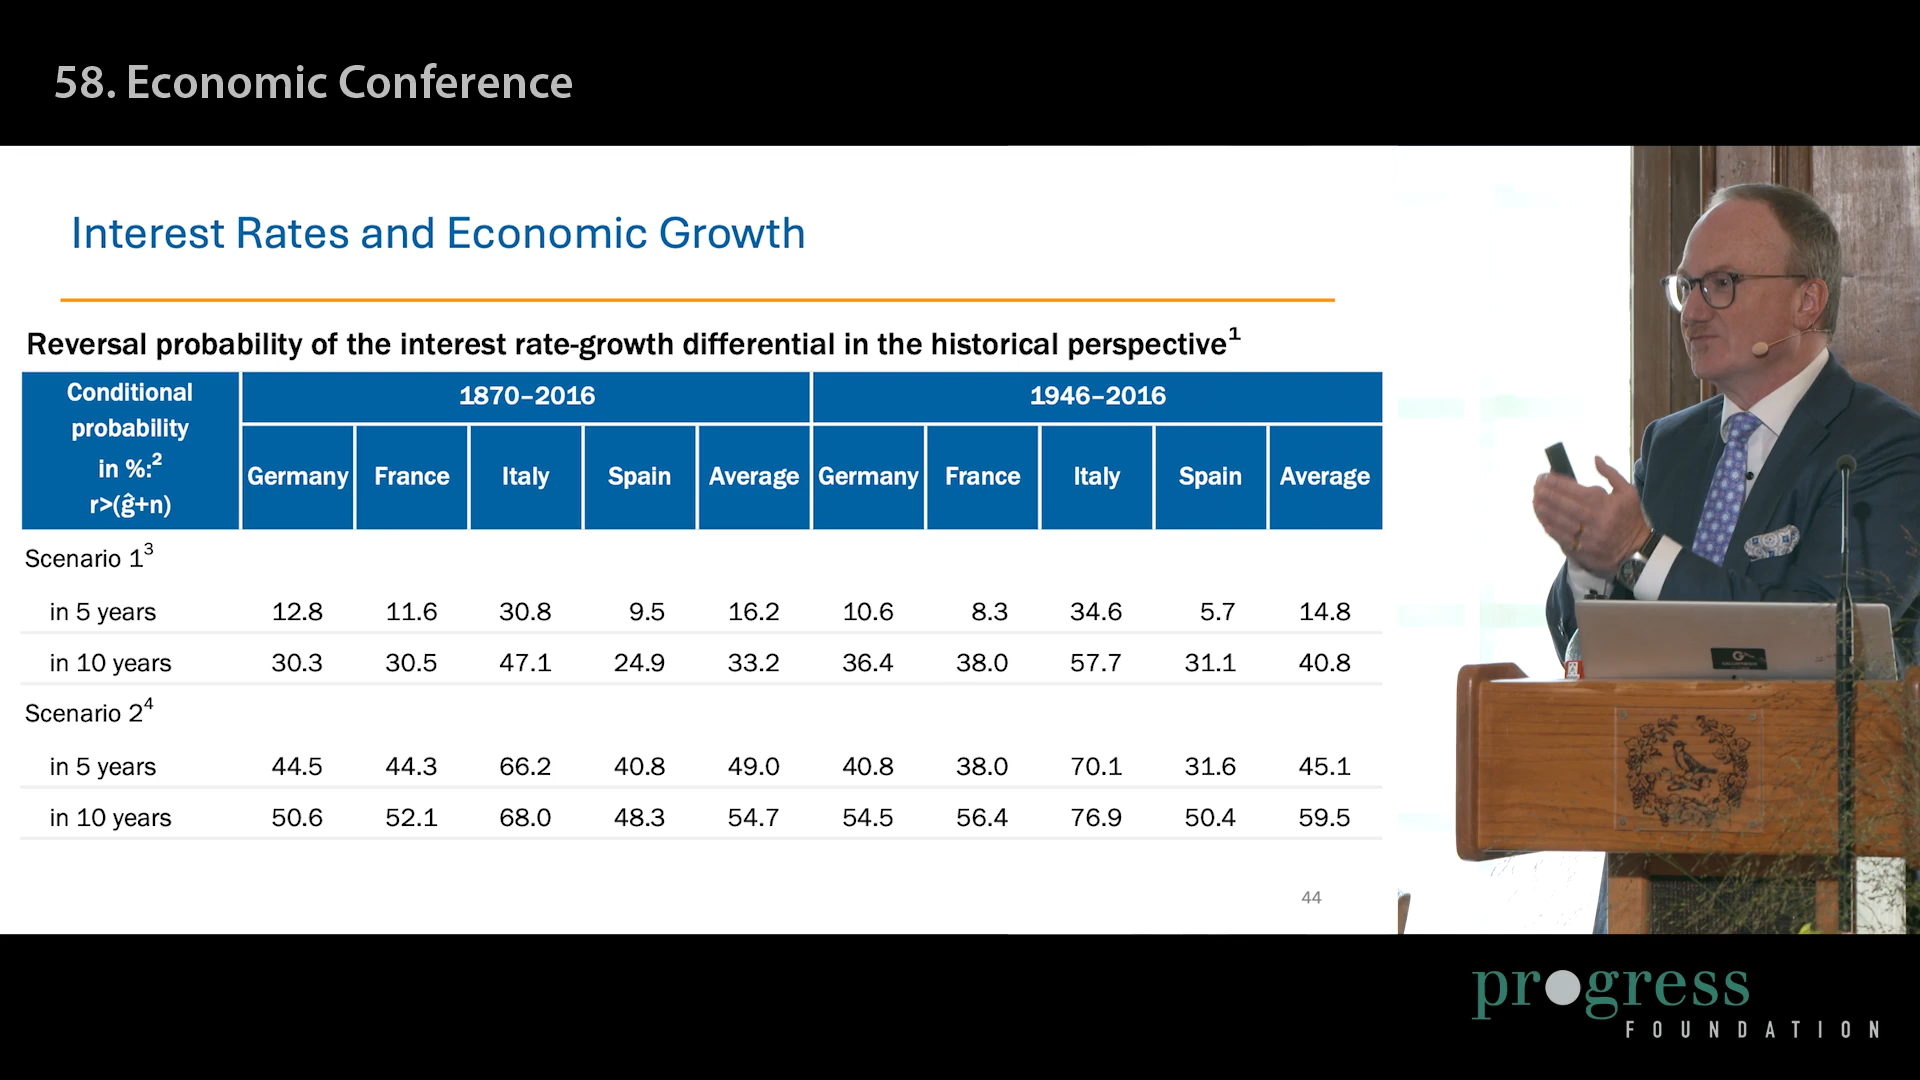 58. Economic Conference
Interest Rates and Economic Growth
Reversal probability of the interest rate-growth differential in the historical perspective¹
Conditional probability in %:² r>(ĝ+n) 1870–2016 1946–2016
Germany France Italy Spain Average Germany France Italy Spain Average
Scenario 1³
in 5 years 12.8 11.6 30.8 9.5 16.2 10.6 8.3 34.6 5.7 14.8
in 10 years 30.3 30.5 47.1 24.9 33.2 36.4 38.0 57.7 31.1 40.8
Scenario 2⁴
in 5 years 44.5 44.3 66.2 40.8 49.0 40.8 38.0 70.1 31.6 45.1
in 10 years 50.6 52.1 68.0 48.3 54.7 54.5 56.4 76.9 50.4 59.5
44
progress
FOUNDATION